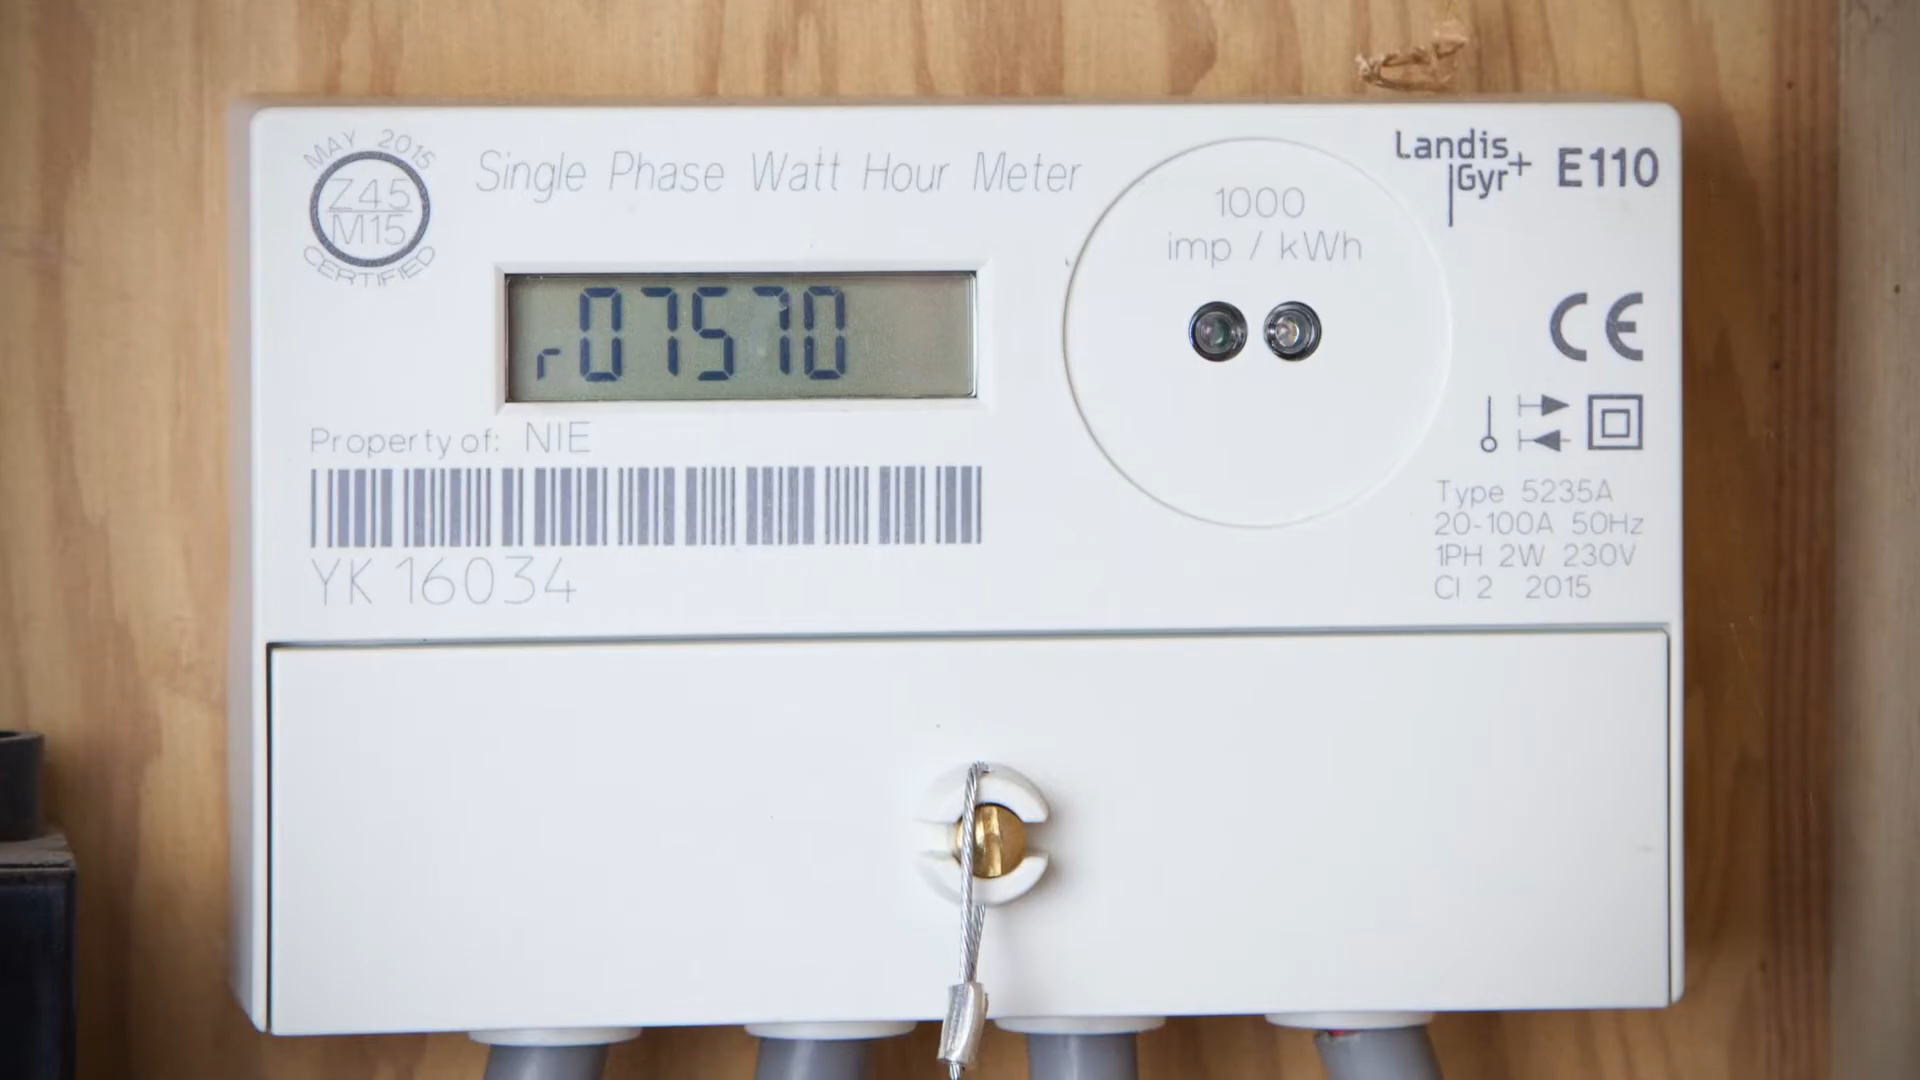 MAY 2015
Z45
M15
CERTIFIED
Single Phase Watt Hour Meter
1000
imp / kWh
Landis
Gyr+
E110
r07570
CE
Property of: NIE
YK 16034
Type 5235A
20-100A 50Hz
1PH 2W 230V
Cl 2 2015